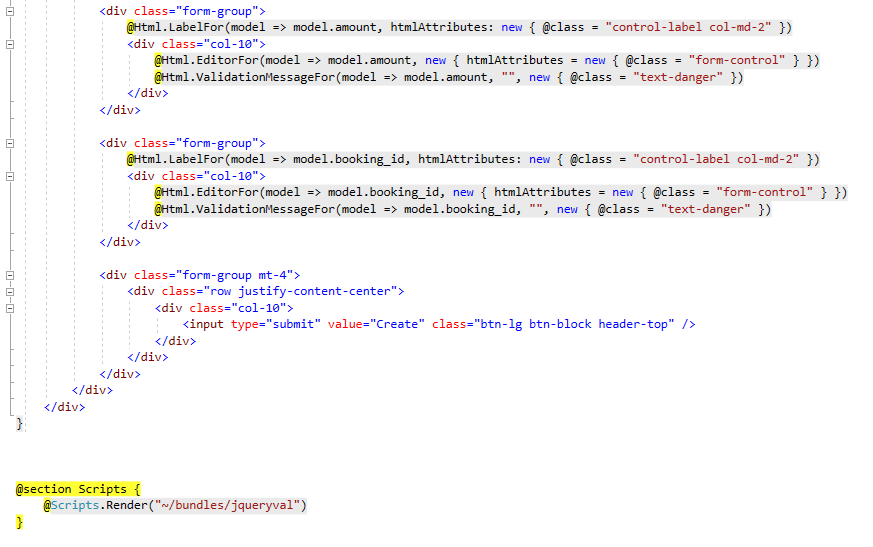 <div class="form-group">
@Html.LabelFor(model => model.amount, htmlAttributes: new { @class = "control-label col-md-2" })
<div class="col-10">
@Html.EditorFor(model => model.amount, new { htmlAttributes = new { @class = "form-control" } })
@Html.ValidationMessageFor(model => model.amount, "", new { @class = "text-danger" })
</div>
</div>
<div class="form-group">
@Html.LabelFor(model => model.booking_id, htmlAttributes: new { @class = "control-label col-md-2" })
<div class="col-10">
@Html.EditorFor(model => model.booking_id, new { htmlAttributes = new { @class = "form-control" } })
@Html.ValidationMessageFor(model => model.booking_id, "", new { @class = "text-danger" })
</div>
</div>
<div class="form-group mt-4">
<div class="row justify-content-center">
<div class="col-10">
<input type="submit" value="Create" class="btn-lg btn-block header-top" />
</div>
</div>
</div>
</div>
</div>
}
@section Scripts {
@Scripts.Render("~/bundles/jqueryval")
}